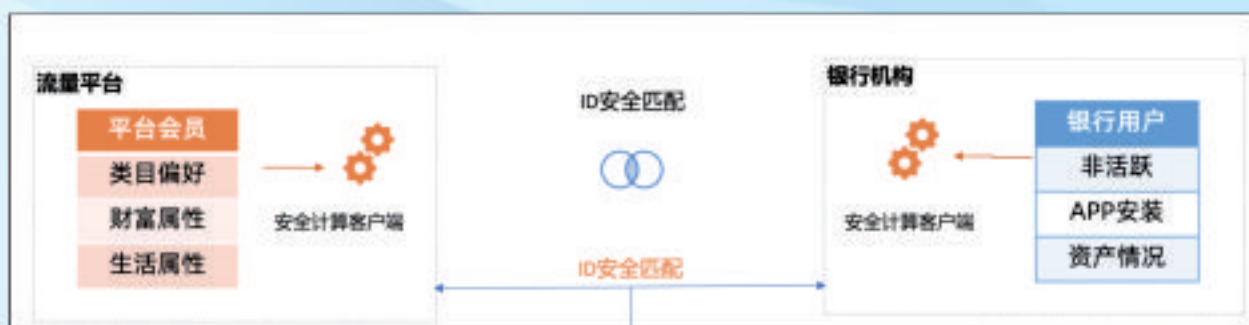 流量平台
平台会员
类目偏好
财富属性
生活属性
安全计算客户端
ID安全匹配
ID安全匹配
银行机构
安全计算客户端
银行用户
非活跃
APP安装
资产情况